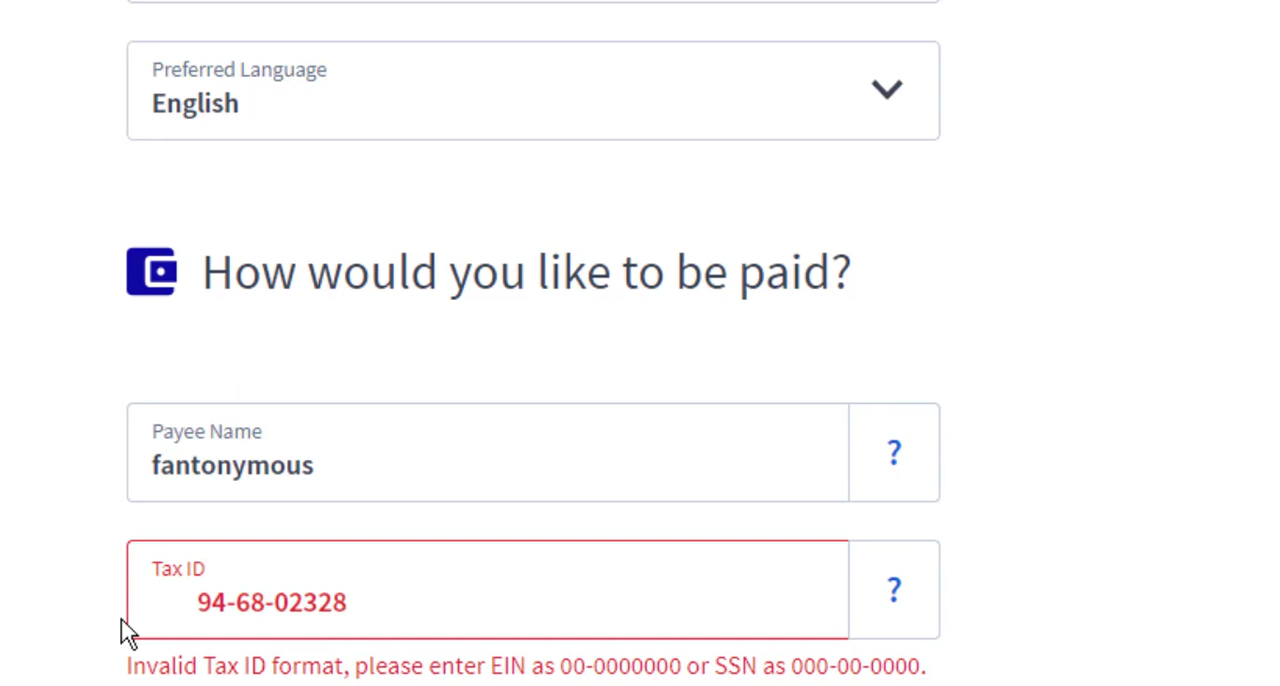 Preferred Language
English
How would you like to be paid?
Payee Name
fantonymous
?
Tax ID
94-68-02328
?
Invalid Tax ID format, please enter EIN as 00-0000000 or SSN as 000-00-0000.